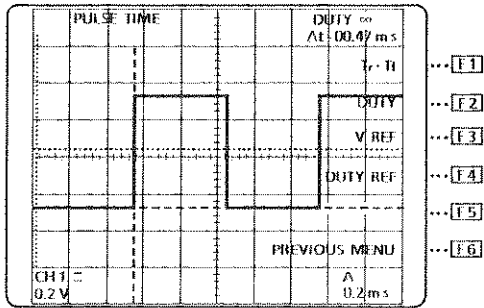 PULSE TIME
DUTY ∞
Δt-00.47 ms
Tr-Tf
DUTY
V REF
DUTY REF
PREVIOUS MENU
CH1 =
0.2 V
0.2 ms
...F1
...F2
...F3
...F4
...F5
...F6